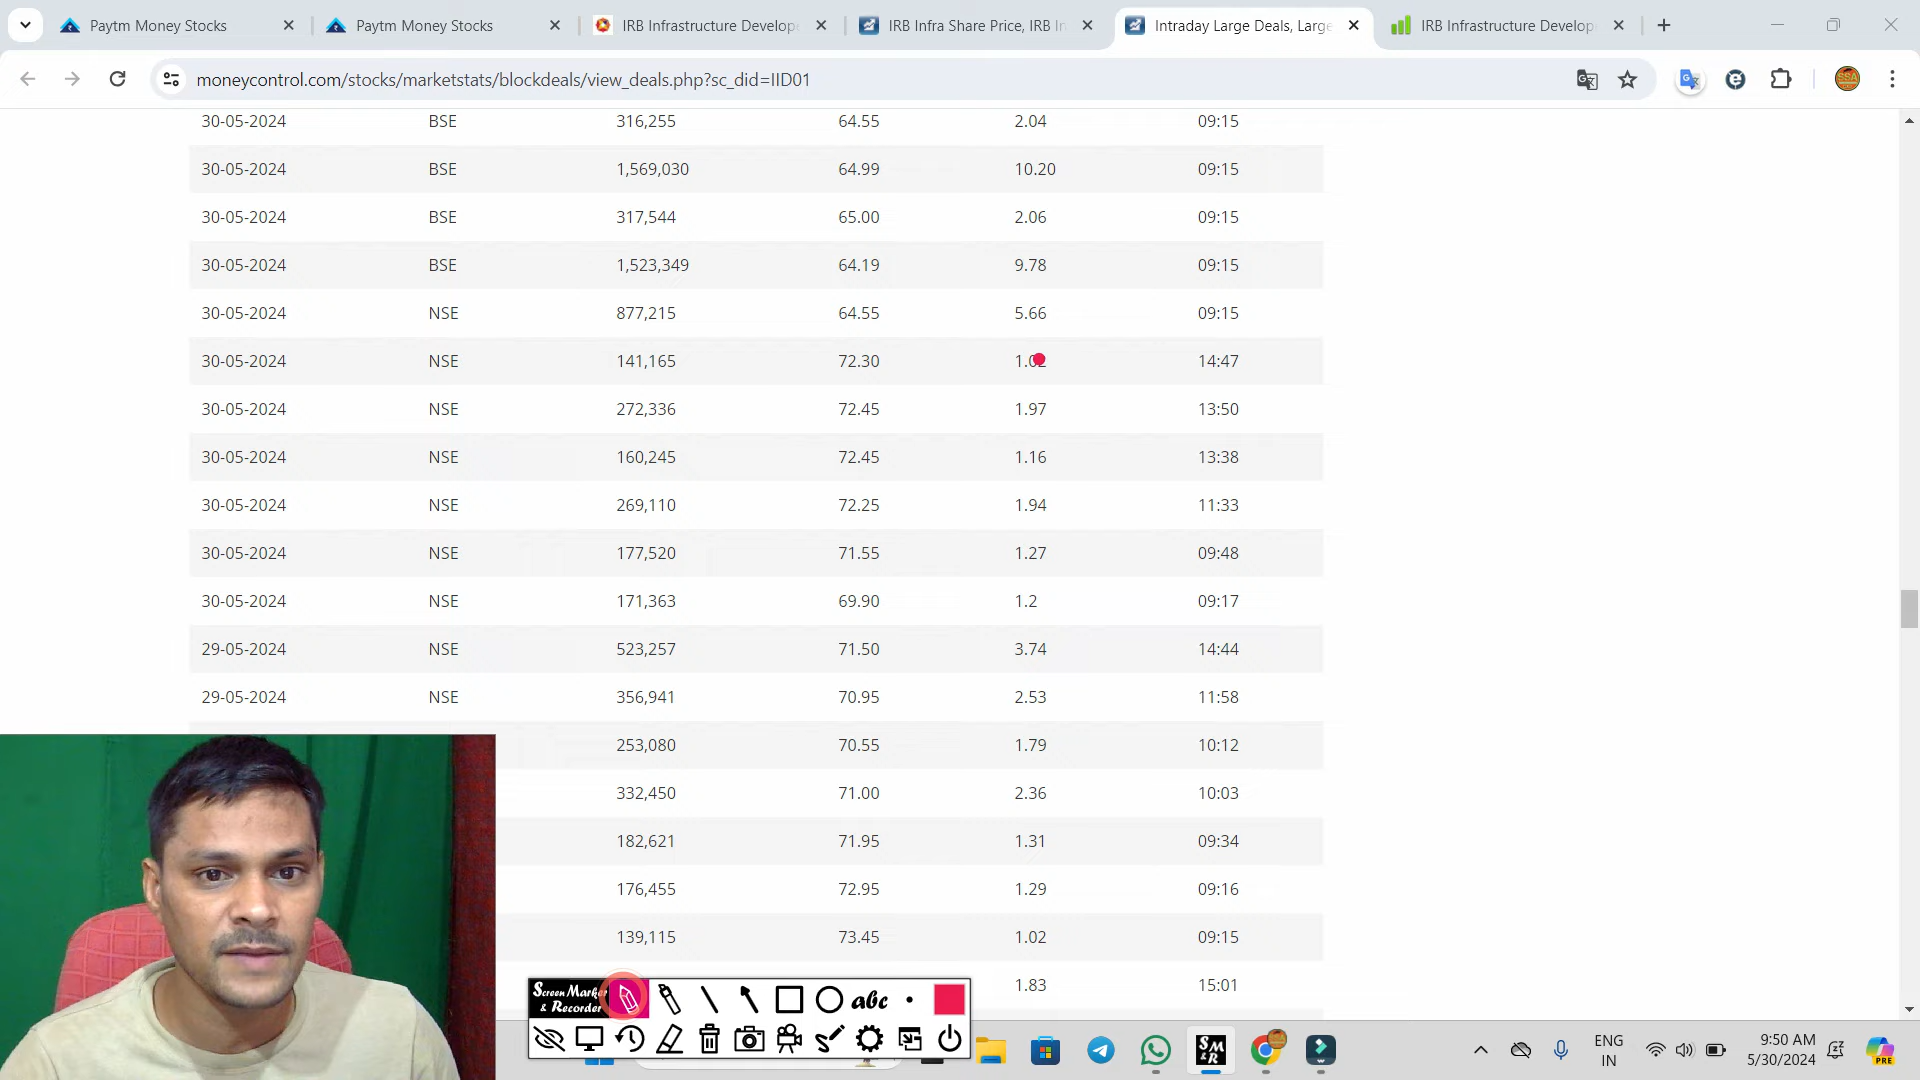 Paytm Money Stocks
Paytm Money Stocks
IRB Infrastructure Develope
IRB Infra Share Price, IRB In
Intraday Large Deals, Large
IRB Infrastructure Develop
moneycontrol.com/stocks/marketstats/blockdeals/view_deals.php?sc_did=IID01
30-05-2024 BSE 316,255 64.55 2.04 09:15
30-05-2024 BSE 1,569,030 64.99 10.20 09:15
30-05-2024 BSE 317,544 65.00 2.06 09:15
30-05-2024 BSE 1,523,349 64.19 9.78 09:15
30-05-2024 NSE 877,215 64.55 5.66 09:15
30-05-2024 NSE 141,165 72.30 1.02 14:47
30-05-2024 NSE 272,336 72.45 1.97 13:50
30-05-2024 NSE 160,245 72.45 1.16 13:38
30-05-2024 NSE 269,110 72.25 1.94 11:33
30-05-2024 NSE 177,520 71.55 1.27 09:48
30-05-2024 NSE 171,363 69.90 1.2 09:17
29-05-2024 NSE 523,257 71.50 3.74 14:44
29-05-2024 NSE 356,941 70.95 2.53 11:58
253,080 70.55 1.79 10:12
332,450 71.00 2.36 10:03
182,621 71.95 1.31 09:34
176,455 72.95 1.29 09:16
139,115 73.45 1.02 09:15
1.83 15:01
Screen Marker
& Recorder
abc
SM
&R
ENG
IN
9:50 AM
5/30/2024
PRE